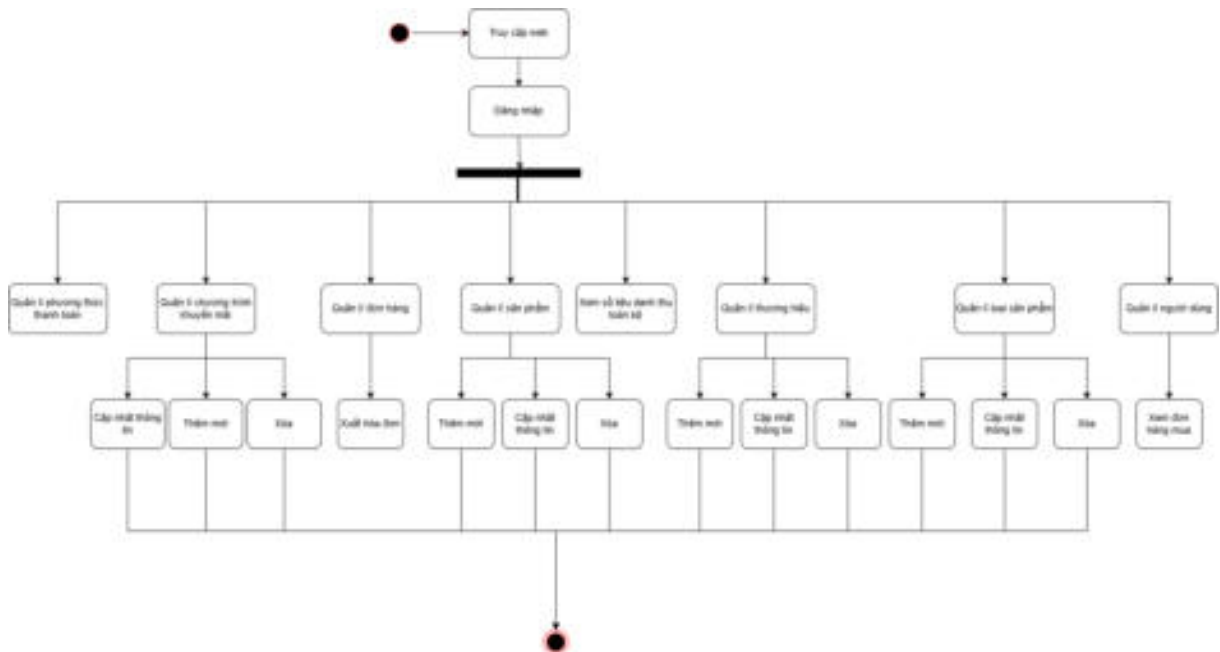 Truy cập web
Đăng nhập
Quản lí phương thức
thanh toán
Quản lí chương trình
khuyến mãi
Quản lí đơn hàng
Quản lí sản phẩm
Xem số liệu danh thu
toàn bộ
Quản lí thương hiệu
Quản lí loại sản phẩm
Quản lí người dùng
Cập nhật thông
tin
Thêm mới
Xóa
Xuất hóa đơn
Thêm mới
Cập nhật
thông tin
Xóa
Thêm mới
Cập nhật
thông tin
Xóa
Thêm mới
Cập nhật
thông tin
Xóa
Xem đơn
hàng mua